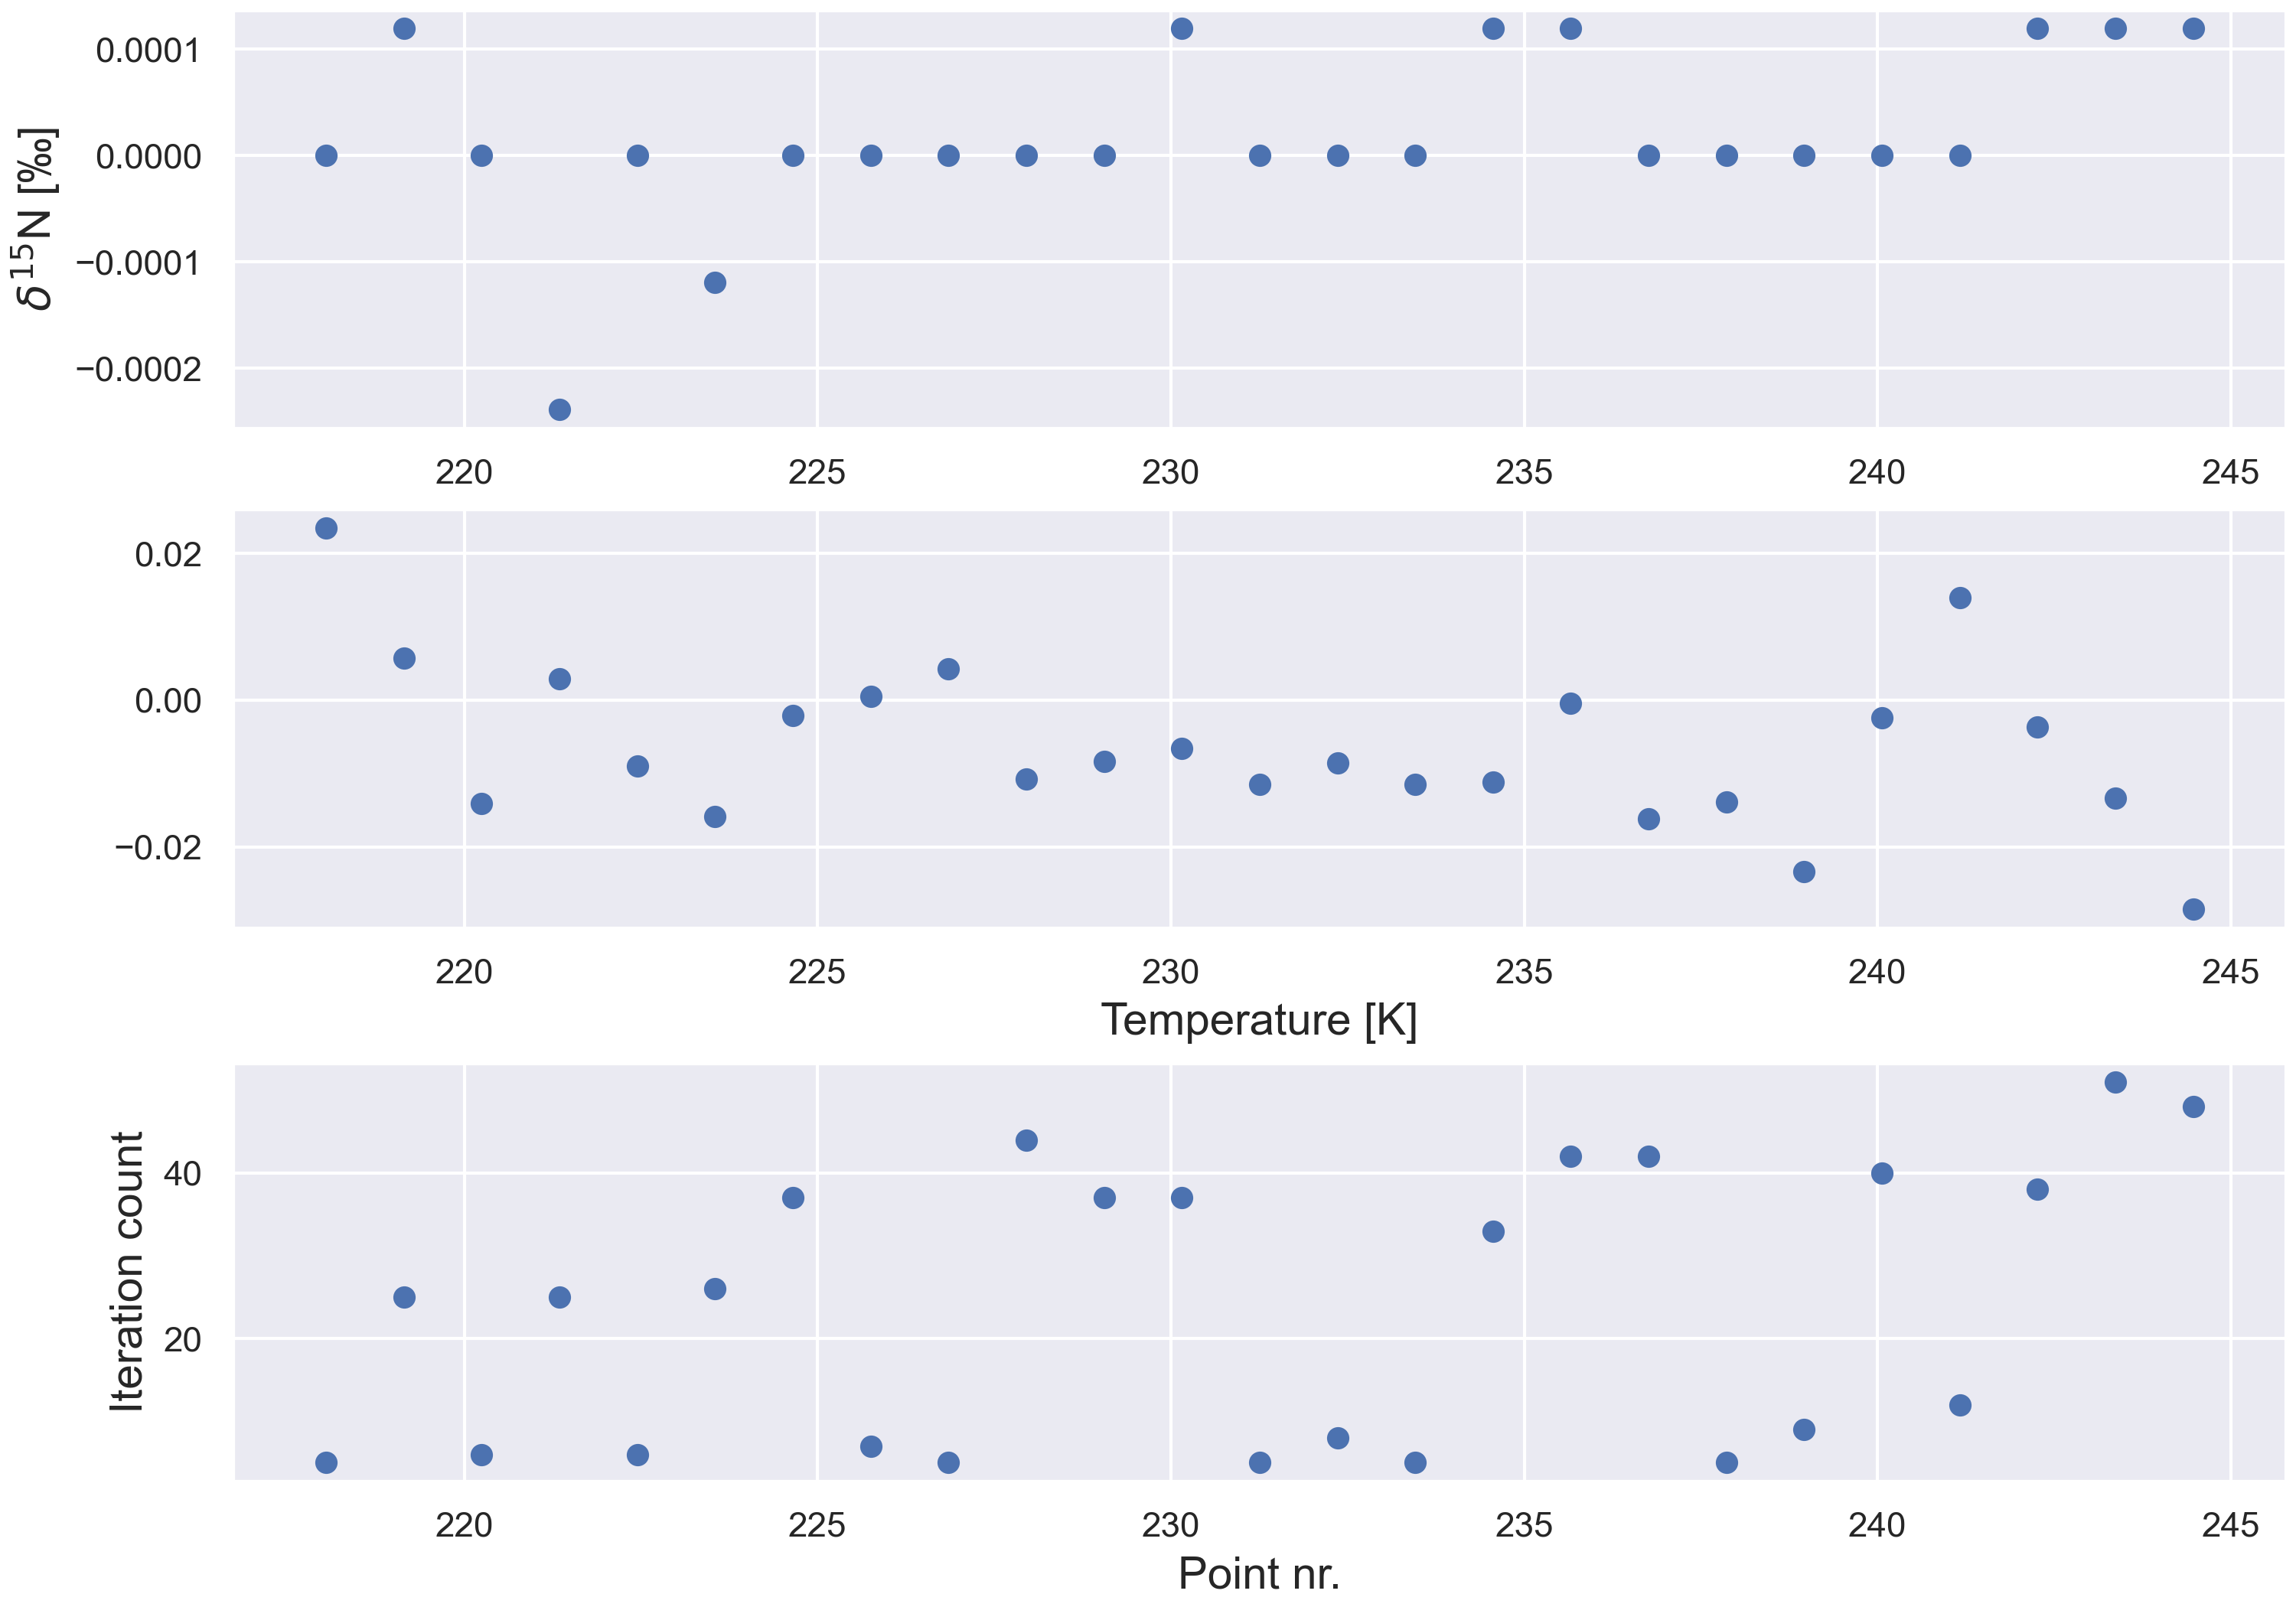 δ¹⁵N [‰]
0.0001
0.0000
−0.0001
−0.0002
220 225 230 235 240 245
0.02
0.00
−0.02
220 225 230 235 240 245
Temperature [K]
Iteration count
40
20
220 225 230 235 240 245
Point nr.